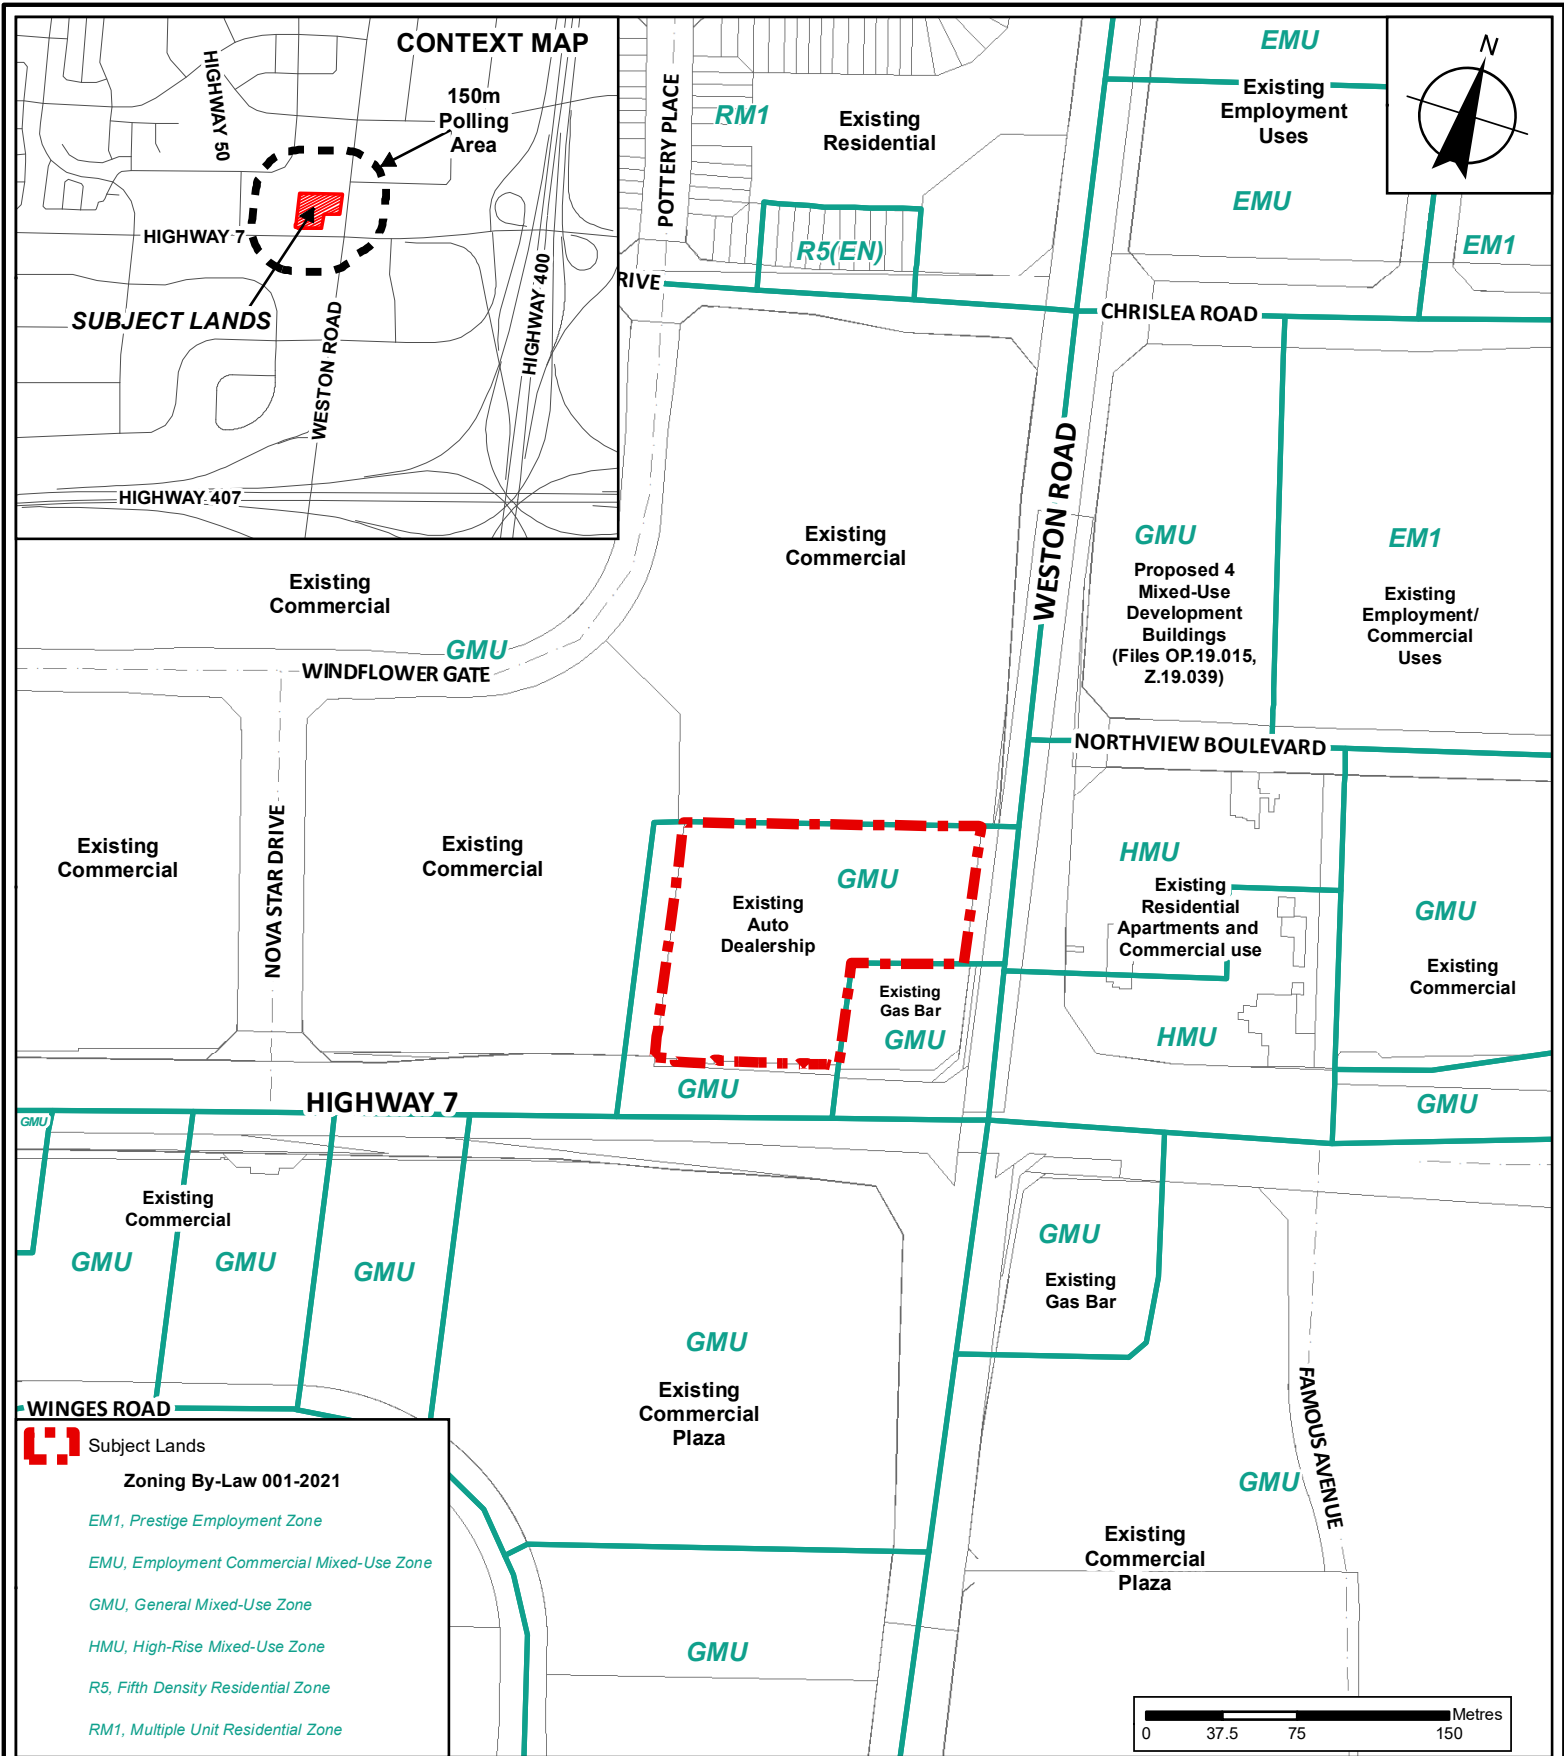 CONTEXT MAP
HIGHWAY 50
150m
Polling
Area
HIGHWAY 7
SUBJECT LANDS
WESTON ROAD
HIGHWAY 400
HIGHWAY 407
N
POTTERY PLACE
RM1
Existing
Residential
R5(EN)
RIVE
EMU
Existing
Employment
Uses
EMU
EM1
CHRISLEA ROAD
Existing
Commercial
GMU
WINDFLOWER GATE
Existing
Commercial
WESTON ROAD
GMU
Proposed 4
Mixed-Use
Development
Buildings
(Files OP.19.015,
Z.19.039)
EM1
Existing
Employment/
Commercial
Uses
NORTHVIEW BOULEVARD
Existing
Commercial
NOVA STAR DRIVE
Existing
Commercial
GMU
Existing
Auto
Dealership
Existing
Gas Bar
GMU
GMU
HMU
Existing
Residential
Apartments and
Commercial use
HMU
GMU
Existing
Commercial
GMU
HIGHWAY 7
GMU
Existing
Commercial
GMU
GMU
GMU
WINGES ROAD
GMU
Existing
Commercial
Plaza
GMU
GMU
Existing
Gas Bar
FAMOUS AVENUE
GMU
Existing
Commercial
Plaza
Subject Lands
Zoning By-Law 001-2021
EM1, Prestige Employment Zone
EMU, Employment Commercial Mixed-Use Zone
GMU, General Mixed-Use Zone
HMU, High-Rise Mixed-Use Zone
R5, Fifth Density Residential Zone
RM1, Multiple Unit Residential Zone
Metres
0 37.5 75 150